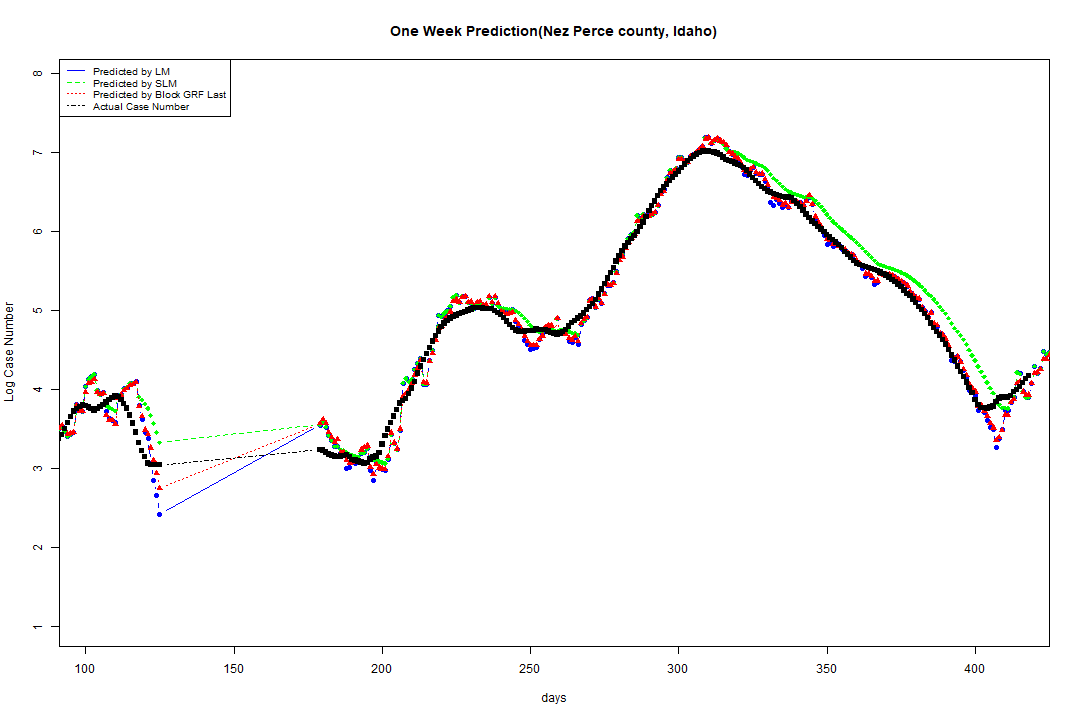 One Week Prediction(Nez Perce county, Idaho)
Predicted by LM
Predicted by SLM
Predicted by Block GRF Last
Actual Case Number
8
7
6
5
4
3
2
1
Log Case Number
100 150 200 250 300 350 400
days